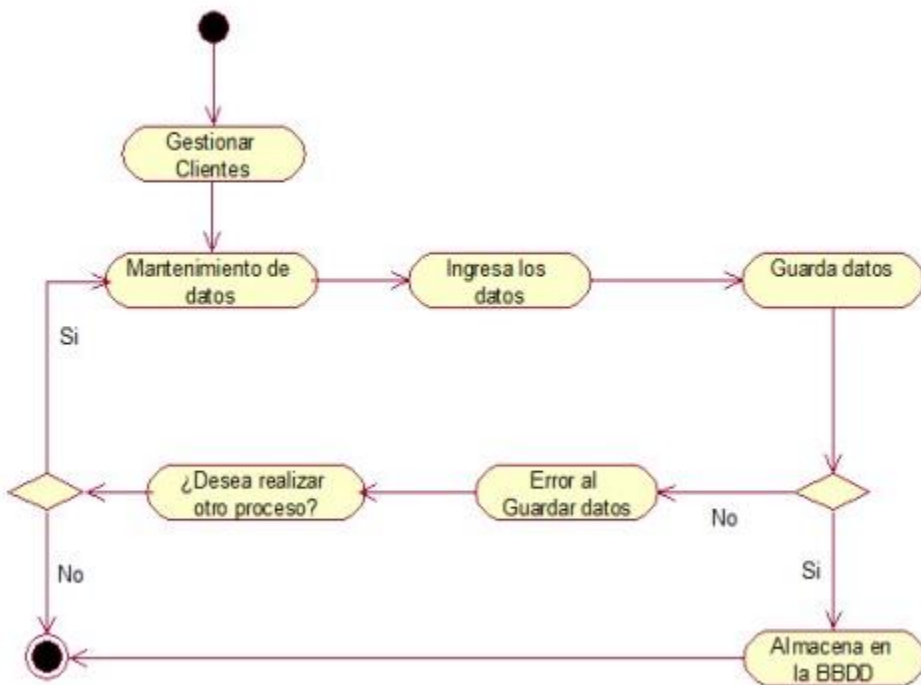 Gestionar
Clientes
Mantenimiento de
datos
Ingresa los
datos
Guarda datos
Si
¿Desea realizar
otro proceso?
Error al
Guardar datos
No
No
Si
Almacena en
la BBDD